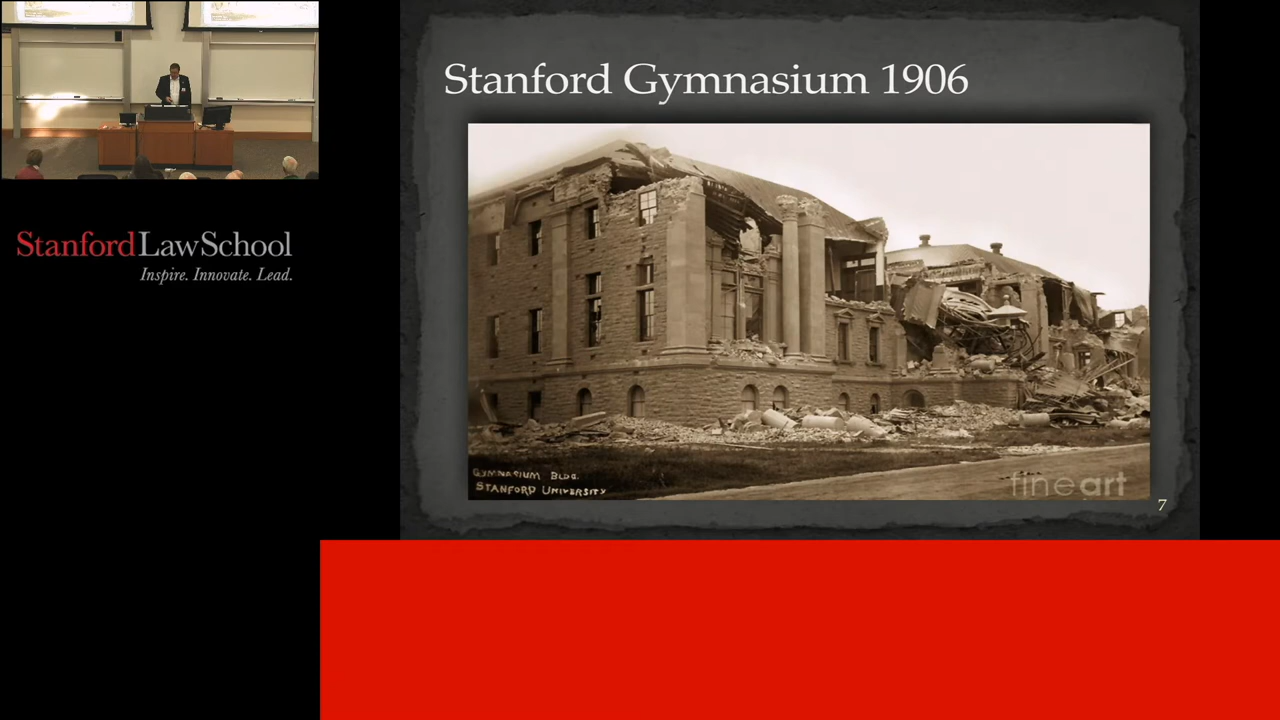 Stanford Gymnasium 1906
StanfordLawSchool
Inspire. Innovate. Lead.
GYMNASIUM BLDG.
STANFORD UNIVERSITY
fineart
7